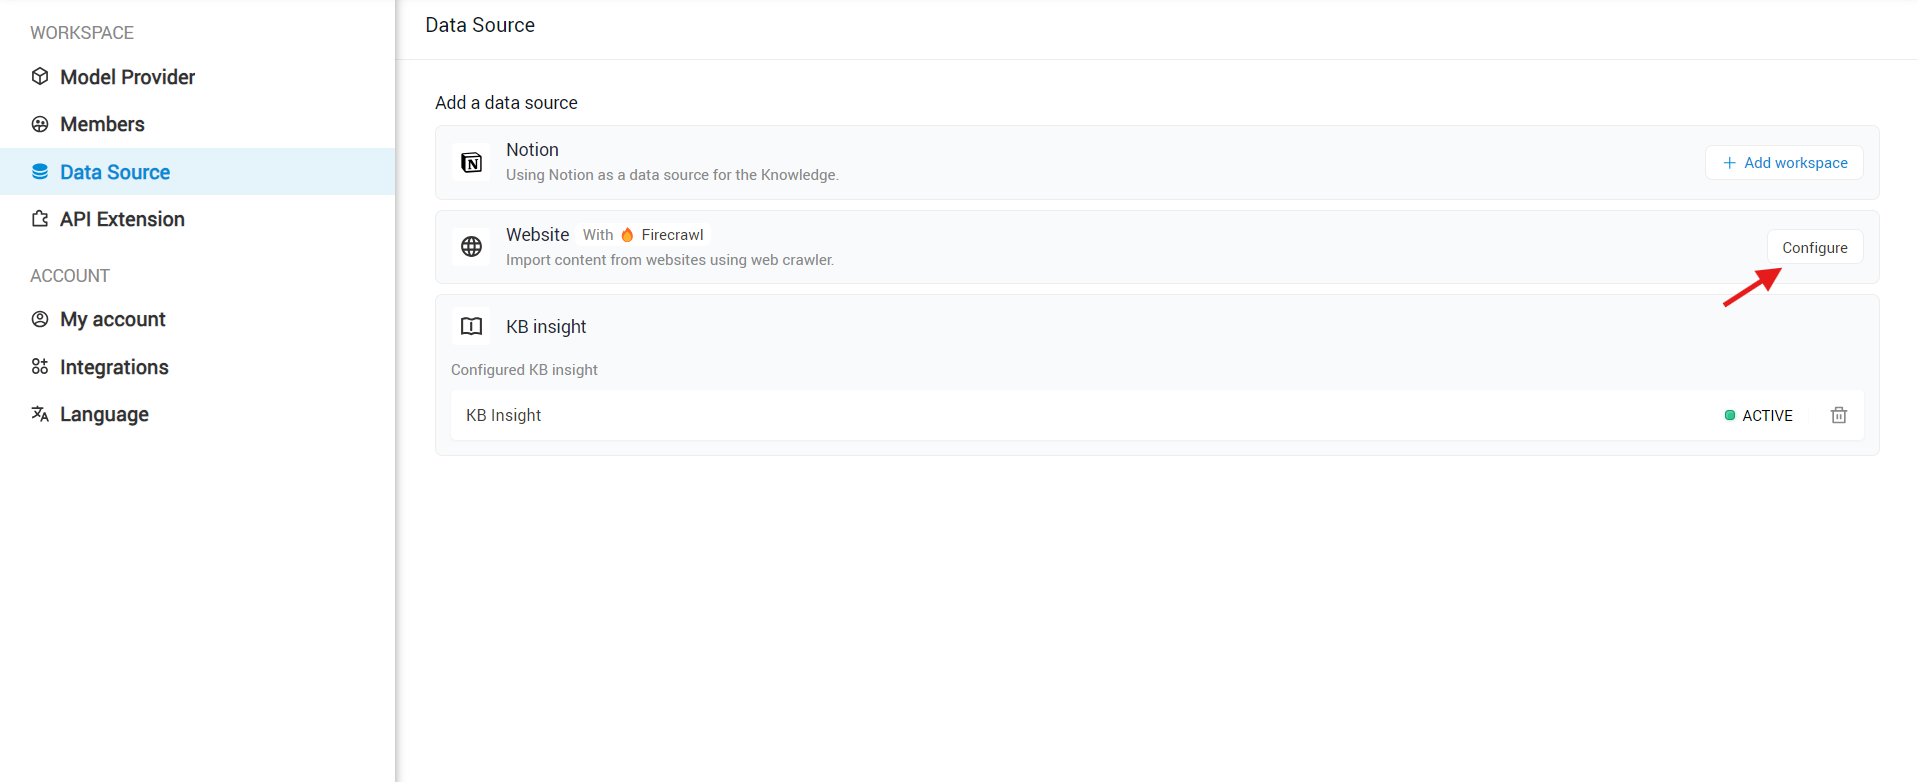 WORKSPACE
Model Provider
Members
Data Source
API Extension
ACCOUNT
My account
Integrations
Language
Data Source
Add a data source
Notion
Using Notion as a data source for the Knowledge.
Add workspace
Website With Firecrawl
Import content from websites using web crawler.
Configure
KB insight
Configured KB insight
KB Insight
ACTIVE